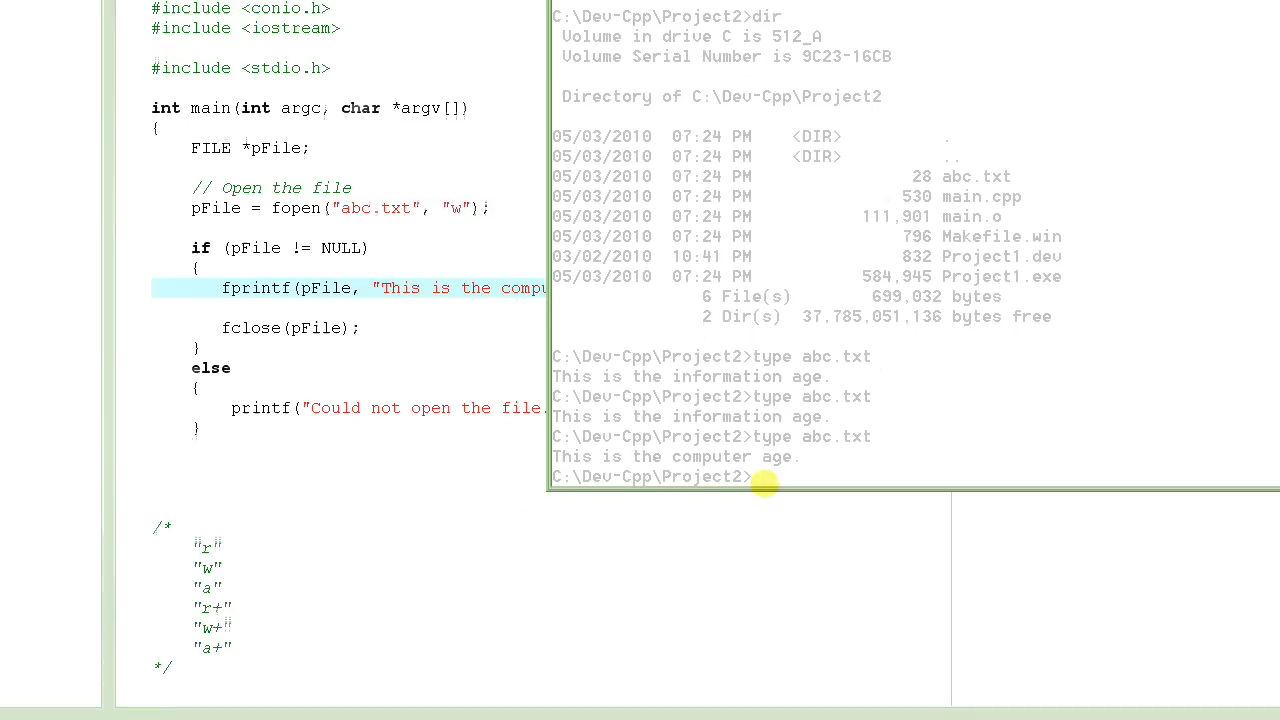 #include <conio.h>
#include <iostream>
#include <stdio.h>
int main(int argc, char *argv[])
{
FILE *pFile;
// Open the file
pFile = fopen("abc.txt", "w");
if (pFile != NULL)
{
fprintf(pFile, "This is the compu
fclose(pFile);
}
else
{
printf("Could not open the file.
}
/*
"r"
"w"
"a"
"r+"
"w+"
"a+"
*/
C:\Dev-Cpp\Project2>dir
Volume in drive C is 512_A
Volume Serial Number is 9C23-16CB
Directory of C:\Dev-Cpp\Project2
05/03/2010 07:24 PM <DIR> .
05/03/2010 07:24 PM <DIR> ..
05/03/2010 07:24 PM 28 abc.txt
05/03/2010 07:24 PM 530 main.cpp
05/03/2010 07:24 PM 111,901 main.o
05/03/2010 07:24 PM 796 Makefile.win
03/02/2010 10:41 PM 832 Project1.dev
05/03/2010 07:24 PM 584,945 Project1.exe
6 File(s) 699,032 bytes
2 Dir(s) 37,785,051,136 bytes free
C:\Dev-Cpp\Project2>type abc.txt
This is the information age.
C:\Dev-Cpp\Project2>type abc.txt
This is the information age.
C:\Dev-Cpp\Project2>type abc.txt
This is the computer age.
C:\Dev-Cpp\Project2>